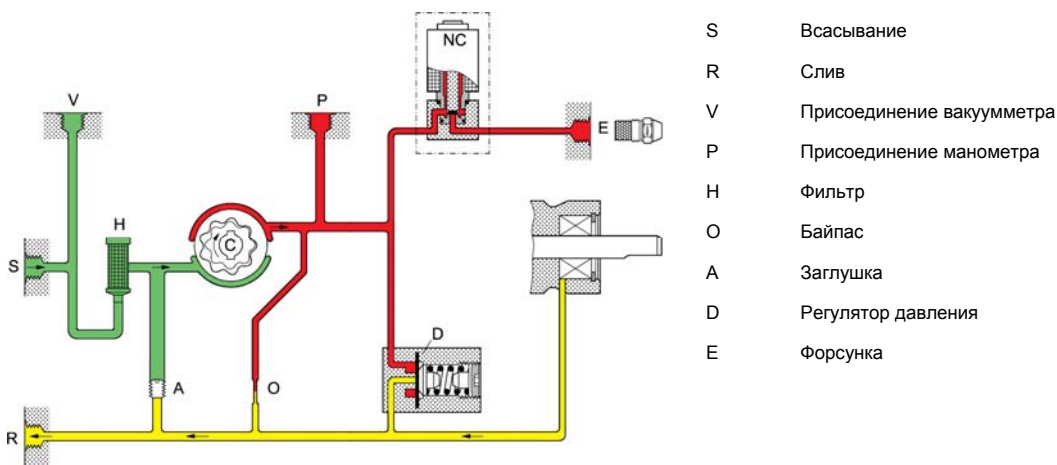 NC
V
P
E
H
C
S
D
A
O
R
S Всасывание
R Слив
V Присоединение вакуумметра
P Присоединение манометра
H Фильтр
O Байпас
A Заглушка
D Регулятор давления
E Форсунка